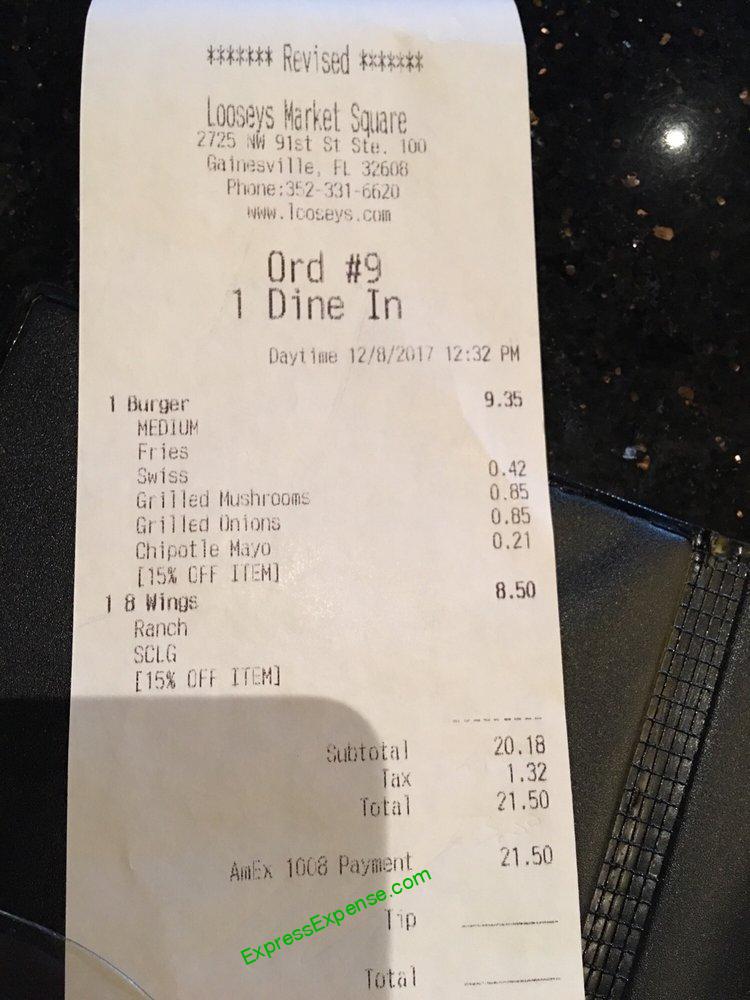 ******* Revised *******
Looseys Market Square
2725 NW 91st St Ste. 100
Gainesville, FL 32608
Phone:352-331-6620
www.looseys.com
Ord #9
1 Dine In
Daytime 12/8/2017 12:32 PM
1 Burger 9.35
MEDIUM
Fries
Swiss 0.42
Grilled Mushrooms 0.85
Grilled Onions 0.85
Chipotle Mayo 0.21
[15% OFF ITEM]
1 8 Wings 8.50
Ranch
SCLG
[15% OFF ITEM]
Subtotal 20.18
Tax 1.32
Total 21.50
AmEx 1008 Payment 21.50
ExpressExpense.com
Tip
Total